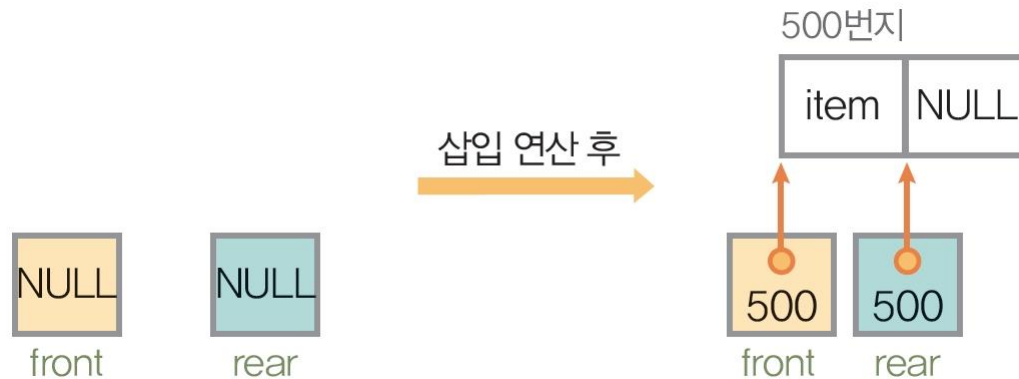 500번지
item NULL
삽입 연산 후
NULL NULL 500 500
front rear front rear